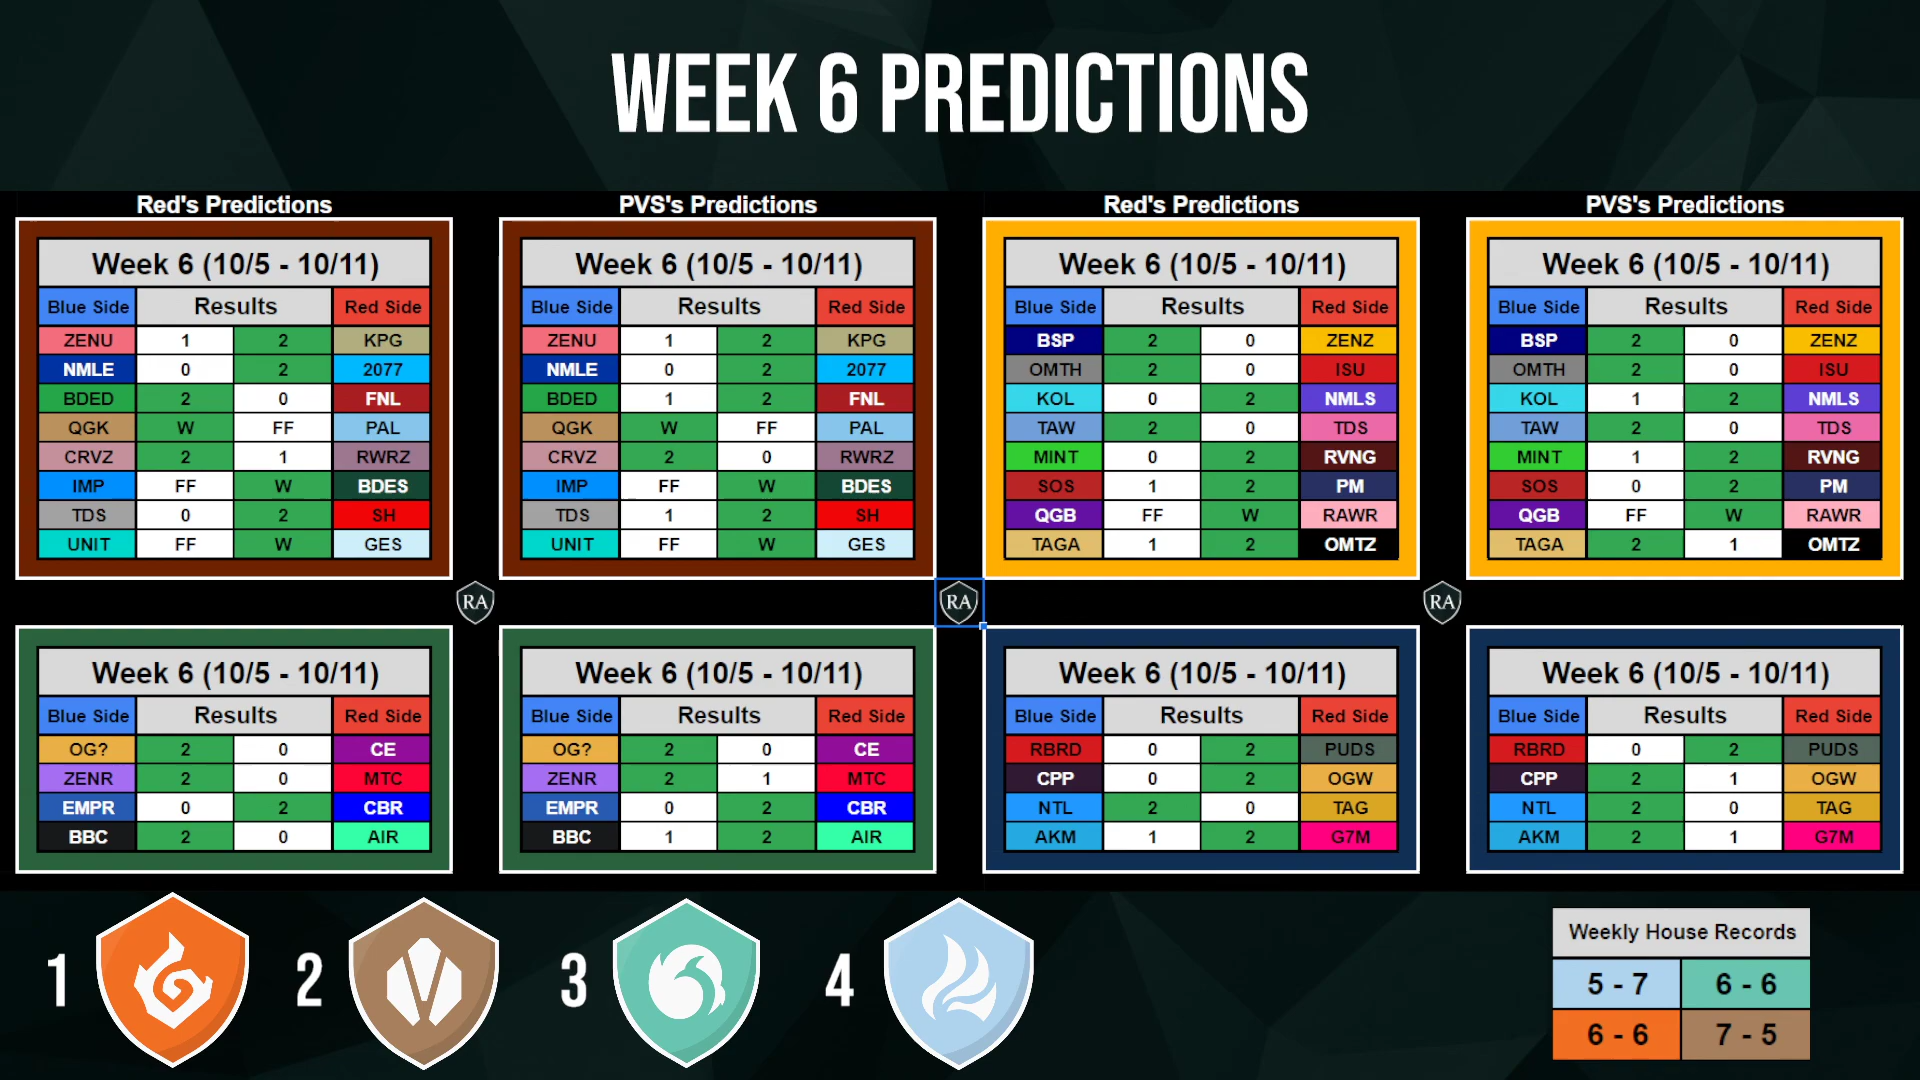 WEEK 6 PREDICTIONS
Red's Predictions
Week 6 (10/5 - 10/11)
Blue Side Results Red Side
ZENU 1 2 KPG
NMLE 0 2 2077
BDED 2 0 FNL
QGK W FF PAL
CRVZ 2 1 RWRZ
IMP FF W BDES
TDS 0 2 SH
UNIT FF W GES
PVS's Predictions
Week 6 (10/5 - 10/11)
Blue Side Results Red Side
ZENU 1 2 KPG
NMLE 0 2 2077
BDED 1 2 FNL
QGK W FF PAL
CRVZ 2 0 RWRZ
IMP FF W BDES
TDS 1 2 SH
UNIT FF W GES
Red's Predictions
Week 6 (10/5 - 10/11)
Blue Side Results Red Side
BSP 2 0 ZENZ
OMTH 2 0 ISU
KOL 0 2 NMLS
TAW 2 0 TDS
MINT 0 2 RVNG
SOS 1 2 PM
QGB FF W RAWR
TAGA 1 2 OMTZ
PVS's Predictions
Week 6 (10/5 - 10/11)
Blue Side Results Red Side
BSP 2 0 ZENZ
OMTH 2 0 ISU
KOL 1 2 NMLS
TAW 2 0 TDS
MINT 1 2 RVNG
SOS 0 2 PM
QGB FF W RAWR
TAGA 2 1 OMTZ
RA
RA
RA
Week 6 (10/5 - 10/11)
Blue Side Results Red Side
OG? 2 0 CE
ZENR 2 0 MTC
EMPR 0 2 CBR
BBC 2 0 AIR
Week 6 (10/5 - 10/11)
Blue Side Results Red Side
OG? 2 0 CE
ZENR 2 1 MTC
EMPR 0 2 CBR
BBC 1 2 AIR
Week 6 (10/5 - 10/11)
Blue Side Results Red Side
RBRD 0 2 PUDS
CPP 0 2 OGW
NTL 2 0 TAG
AKM 1 2 G7M
Week 6 (10/5 - 10/11)
Blue Side Results Red Side
RBRD 0 2 PUDS
CPP 2 1 OGW
NTL 2 0 TAG
AKM 2 1 G7M
1 2 3 4
Weekly House Records
5 - 7 6 - 6
6 - 6 7 - 5